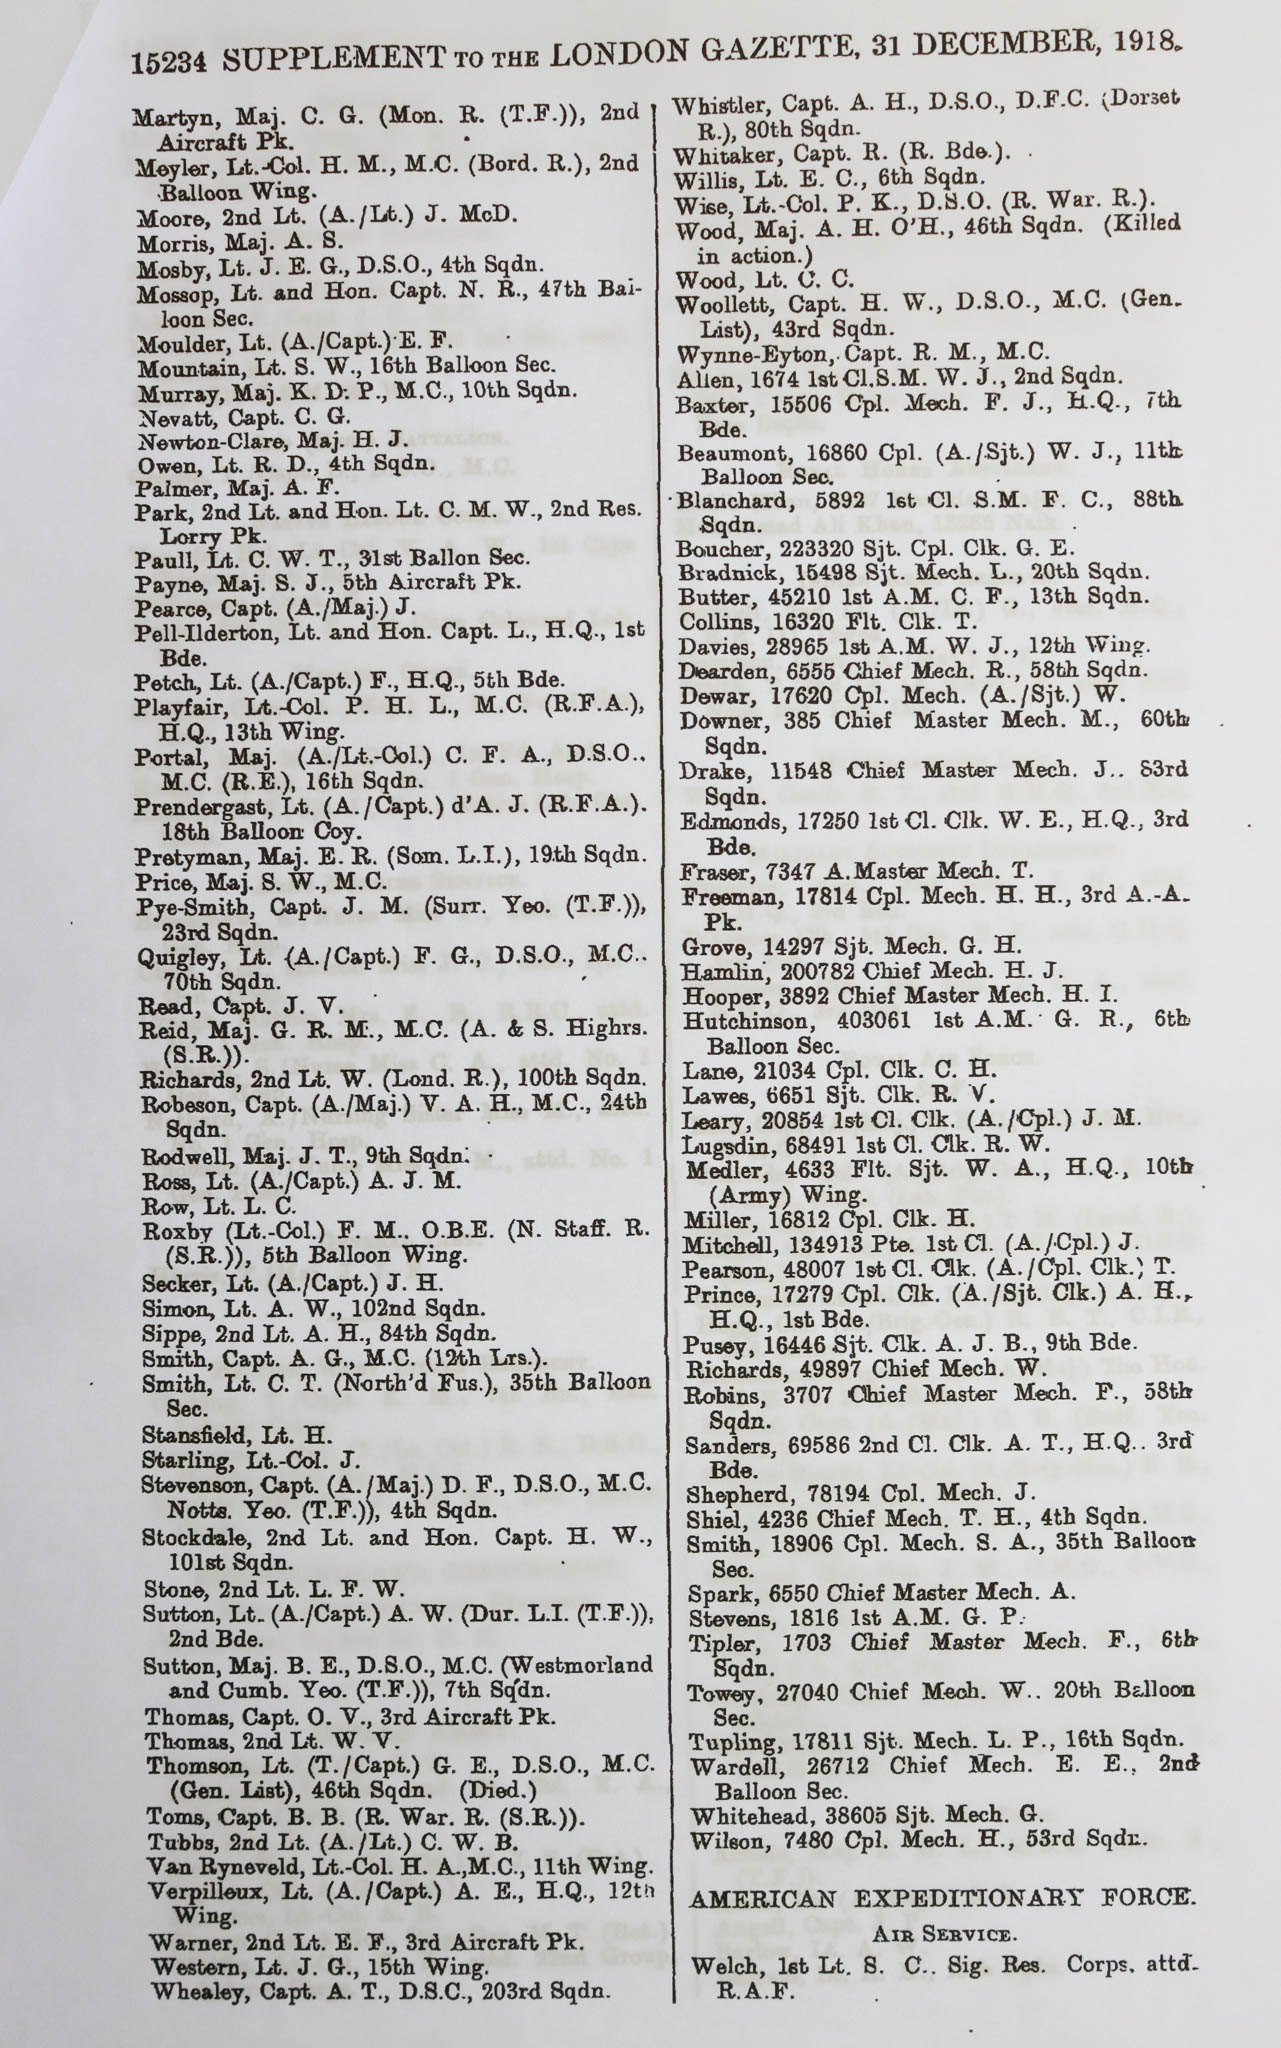 15234 SUPPLEMENT TO THE LONDON GAZETTE, 31 DECEMBER, 1918.
Martyn, Maj. C. G. (Mon. R. (T.F.)), 2nd
Aircraft Pk.
Meyler, Lt.-Col. H. M., M.C. (Bord. R.), 2nd
Balloon Wing.
Moore, 2nd Lt. (A./Lt.) J. McD.
Morris, Maj. A. S.
Mosby, Lt. J. E. G., D.S.O., 4th Sqdn.
Mossop, Lt. and Hon. Capt. N. R., 47th Bal-
loon Sec.
Moulder, Lt. (A./Capt.) E. F.
Mountain, Lt. S. W., 16th Balloon Sec.
Murray, Maj. K. D. P., M.C., 10th Sqdn.
Nevatt, Capt. C. G.
Newton-Clare, Maj. H. J.
Owen, Lt. R. D., 4th Sqdn.
Palmer, Maj. A. F.
Park, 2nd Lt. and Hon. Lt. C. M. W., 2nd Res.
Lorry Pk.
Paull, Lt. C. W. T., 31st Ballon Sec.
Payne, Maj. S. J., 5th Aircraft Pk.
Pearce, Capt. (A./Maj.) J.
Pell-Ilderton, Lt. and Hon. Capt. L., H.Q., 1st
Bde.
Petch, Lt. (A./Capt.) F., H.Q., 5th Bde.
Playfair, Lt.-Col. P. H. L., M.C. (R.F.A.),
H.Q., 13th Wing.
Portal, Maj. (A./Lt.-Col.) C. F. A., D.S.O.,
M.C. (R.E.), 16th Sqdn.
Prendergast, Lt. (A./Capt.) d'A. J. (R.F.A.).
18th Balloon Coy.
Pretyman, Maj. E. R. (Som. L.I.), 19th Sqdn.
Price, Maj. S. W., M.C.
Pye-Smith, Capt. J. M. (Surr. Yeo. (T.F.)),
23rd Sqdn.
Quigley, Lt. (A./Capt.) F. G., D.S.O., M.C.,
70th Sqdn.
Read, Capt. J. V.
Reid, Maj. G. R. M., M.C. (A. & S. Highrs.
(S.R.)).
Richards, 2nd Lt. W. (Lond. R.), 100th Sqdn.
Robeson, Capt. (A./Maj.) V. A. H., M.C., 24th
Sqdn.
Rodwell, Maj. J. T., 9th Sqdn.
Ross, Lt. (A./Capt.) A. J. M.
Row, Lt. L. C.
Roxby (Lt.-Col.) F. M., O.B.E. (N. Staff. R.
(S.R.)), 5th Balloon Wing.
Secker, Lt. (A./Capt.) J. H.
Simon, Lt. A. W., 102nd Sqdn.
Sippe, 2nd Lt. A. H., 84th Sqdn.
Smith, Capt. A. G., M.C. (12th Lrs.).
Smith, Lt. C. T. (North'd Fus.), 35th Balloon
Sec.
Stansfield, Lt. H.
Starling, Lt.-Col. J.
Stevenson, Capt. (A./Maj.) D. F., D.S.O., M.C.
Notts. Yeo. (T.F.)), 4th Sqdn.
Stockdale, 2nd Lt. and Hon. Capt. H. W.,
101st Sqdn.
Stone, 2nd Lt. L. F. W.
Sutton, Lt. (A./Capt.) A. W. (Dur. L.I. (T.F.)),
2nd Bde.
Sutton, Maj. B. E., D.S.O., M.C. (Westmorland
and Cumb. Yeo. (T.F.)), 7th Sqdn.
Thomas, Capt. O. V., 3rd Aircraft Pk.
Thomas, 2nd Lt. W. V.
Thomson, Lt. (T./Capt.) G. E., D.S.O., M.C.
(Gen. List), 46th Sqdn. (Died.)
Toms, Capt. B. B. (R. War. R. (S.R.)).
Tubbs, 2nd Lt. (A./Lt.) C. W. B.
Van Ryneveld, Lt.-Col. H. A., M.C., 11th Wing.
Verpilleux, Lt. (A./Capt.) A. E., H.Q., 12th
Wing.
Warner, 2nd Lt. E. F., 3rd Aircraft Pk.
Western, Lt. J. G., 15th Wing.
Whealey, Capt. A. T., D.S.C., 203rd Sqdn.
Whistler, Capt. A. H., D.S.O., D.F.C. (Dorset
R.), 80th Sqdn.
Whitaker, Capt. R. (R. Bde.).
Willis, Lt. E. C., 6th Sqdn.
Wise, Lt.-Col. P. K., D.S.O. (R. War. R.).
Wood, Maj. A. H. O'H., 46th Sqdn. (Killed
in action.)
Wood, Lt. C. C.
Woollett, Capt. H. W., D.S.O., M.C. (Gen.
List), 43rd Sqdn.
Wynne-Eyton, Capt. R. M., M.C.
Allen, 1674 1st Cl.S.M. W. J., 2nd Sqdn.
Baxter, 15506 Cpl. Mech. F. J., H.Q., 7th
Bde.
Beaumont, 16860 Cpl. (A./Sjt.) W. J., 11th
Balloon Sec.
Blanchard, 5892 1st Cl. S.M. F. C., 88th
Sqdn.
Boucher, 223320 Sjt. Cpl. Clk. G. E.
Bradnick, 15498 Sjt. Mech. L., 20th Sqdn.
Butter, 45210 1st A.M. C. F., 13th Sqdn.
Collins, 16320 Flt. Clk. T.
Davies, 28965 1st A.M. W. J., 12th Wing.
Dearden, 6555 Chief Mech. R., 58th Sqdn.
Dewar, 17620 Cpl. Mech. (A./Sjt.) W.
Downer, 385 Chief Master Mech. M., 60th
Sqdn.
Drake, 11548 Chief Master Mech. J., 83rd
Sqdn.
Edmonds, 17250 1st Cl. Clk. W. E., H.Q., 3rd
Bde.
Fraser, 7347 A.Master Mech. T.
Freeman, 17814 Cpl. Mech. H. H., 3rd A.-A.
Pk.
Grove, 14297 Sjt. Mech. G. H.
Hamlin, 200782 Chief Mech. H. J.
Hooper, 3892 Chief Master Mech. H. I.
Hutchinson, 403061 1st A.M. G. R., 6th
Balloon Sec.
Lane, 21034 Cpl. Clk. C. H.
Lawes, 6651 Sjt. Clk. R. V.
Leary, 20854 1st Cl. Clk. (A./Cpl.) J. M.
Lugsdin, 68491 1st Cl. Clk. R. W.
Medler, 4633 Flt. Sjt. W. A., H.Q., 10th
(Army) Wing.
Miller, 16812 Cpl. Clk. H.
Mitchell, 134913 Pte. 1st Cl. (A./Cpl.) J.
Pearson, 48007 1st Cl. Clk. (A./Cpl. Clk.) T.
Prince, 17279 Cpl. Clk. (A./Sjt. Clk.) A. H.,
H.Q., 1st Bde.
Pusey, 16446 Sjt. Clk A. J. B., 9th Bde.
Richards, 49897 Chief Mech. W.
Robins, 3707 Chief Master Mech. F., 58th
Sqdn.
Sanders, 69586 2nd Cl. Clk. A. T., H.Q., 3rd
Bde.
Shepherd, 78194 Cpl. Mech. J.
Shiel, 4236 Chief Mech. T. H., 4th Sqdn.
Smith, 18906 Cpl. Mech. S. A., 35th Balloon
Sec.
Spark, 6550 Chief Master Mech. A.
Stevens, 1816 1st A.M. G. P.
Tipler, 1703 Chief Master Mech. F., 6th
Sqdn.
Towey, 27040 Chief Mech. W., 20th Balloon
Sec.
Tupling, 17811 Sjt. Mech. L. P., 16th Sqdn.
Wardell, 26712 Chief Mech. E. E., 2nd
Balloon Sec.
Whitehead, 38605 Sjt. Mech. G.
Wilson, 7480 Cpl. Mech. H., 53rd Sqdn.
AMERICAN EXPEDITIONARY FORCE.
AIR SERVICE.
Welch, 1st Lt. S. C., Sig. Res. Corps. attd.
R.A.F.